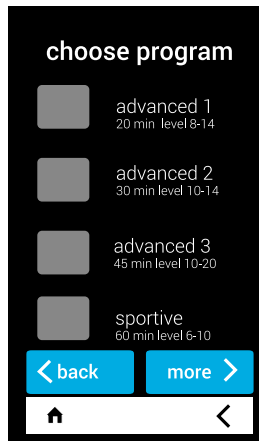 choose program
advanced 1
20 min level 8-14
advanced 2
30 min level 10-14
advanced 3
45 min level 10-20
sportive
60 min level 6-10
back
more